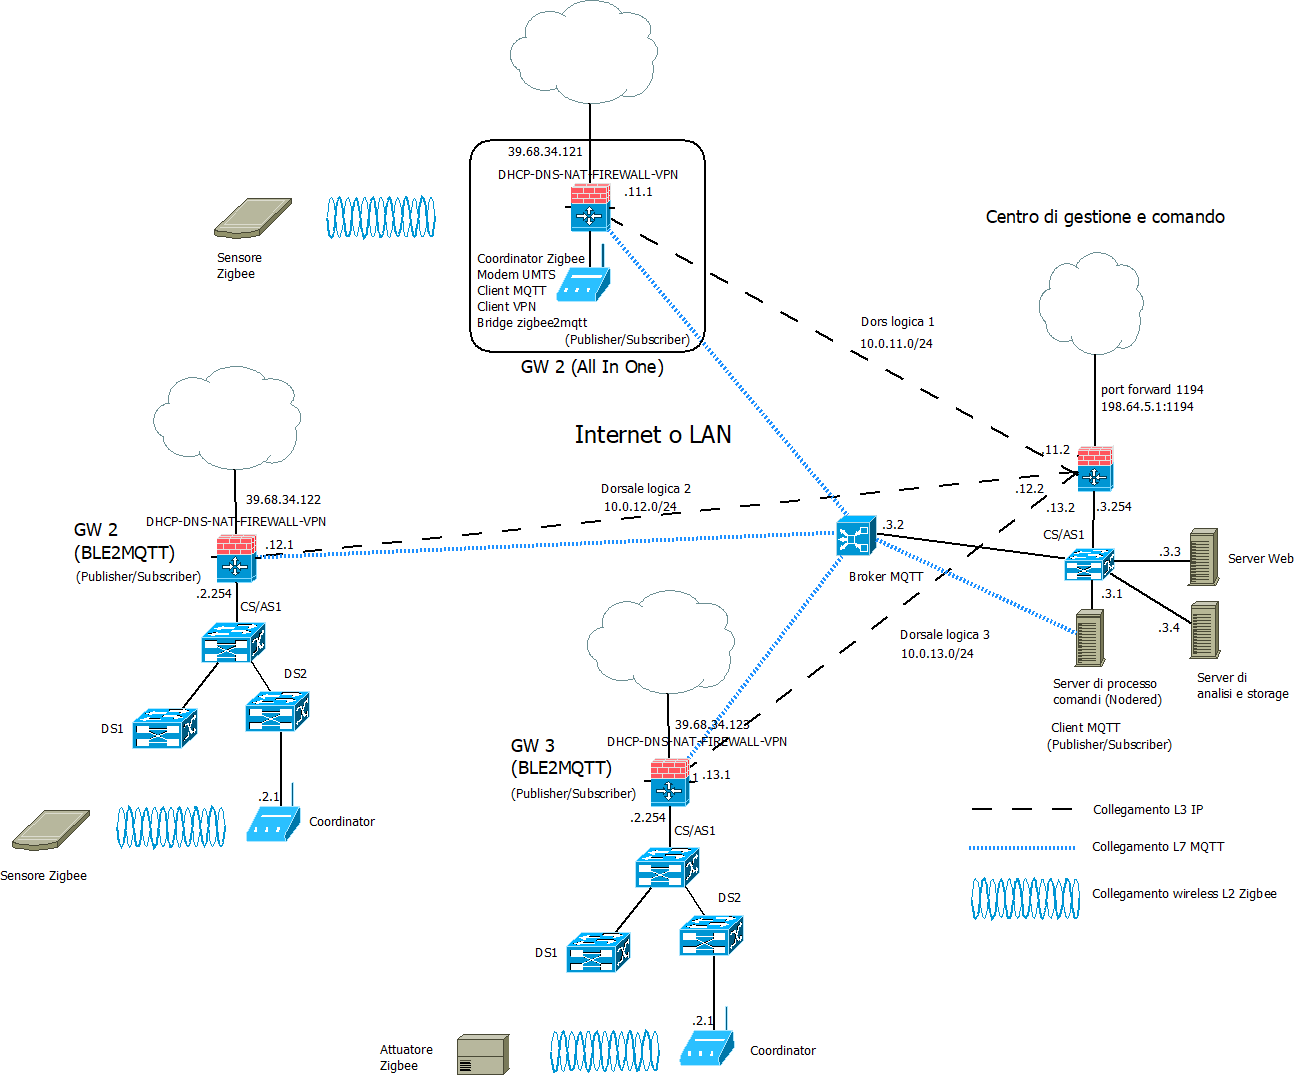 39.68.34.121
DHCP-DNS-NAT-FIREWALL-VPN
.11.1
Sensore
Zigbee
Coordinator Zigbee
Modem UMTS
Client MQTT
Client VPN
Bridge zigbee2mqtt
(Publisher/Subscriber)
GW 2 (All In One)
Centro di gestione e comando
Dors logica 1
10.0.11.0/24
port forward 1194
198.64.5.1:1194
Internet o LAN
.11.2
.12.2
.13.2
.3.254
Dorsale logica 2
10.0.12.0/24
39.68.34.122
DHCP-DNS-NAT-FIREWALL-VPN
GW 2
(BLE2MQTT)
(Publisher/Subscriber)
.12.1
.2.254
CS/AS1
DS2
DS1
.2.1
Coordinator
Sensore Zigbee
.3.2
Broker MQTT
CS/AS1
.3.3
Server Web
.3.1
.3.4
Server di processo
comandi (Nodered)
Client MQTT
(Publisher/Subscriber)
Server di
analisi e storage
Dorsale logica 3
10.0.13.0/24
39.68.34.123
DHCP-DNS-NAT-FIREWALL-VPN
GW 3
(BLE2MQTT)
(Publisher/Subscriber)
1
.13.1
.2.254
CS/AS1
DS2
DS1
.2.1
Coordinator
Attuatore
Zigbee
Collegamento L3 IP
Collegamento L7 MQTT
Collegamento wireless L2 Zigbee